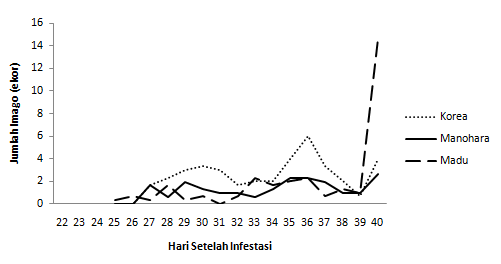 Jumlah Imago (ekor)
16
14
12
10
8
6
4
2
0
22 23 24 25 26 27 28 29 30 31 32 33 34 35 36 37 38 39 40
Hari Setelah Infestasi
Korea
Manohara
Madu